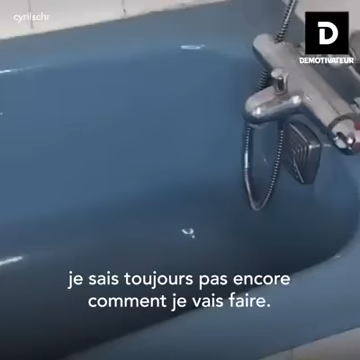 cyrilschr
D
DEMOTIVATEUR
je sais toujours pas encore
comment je vais faire.